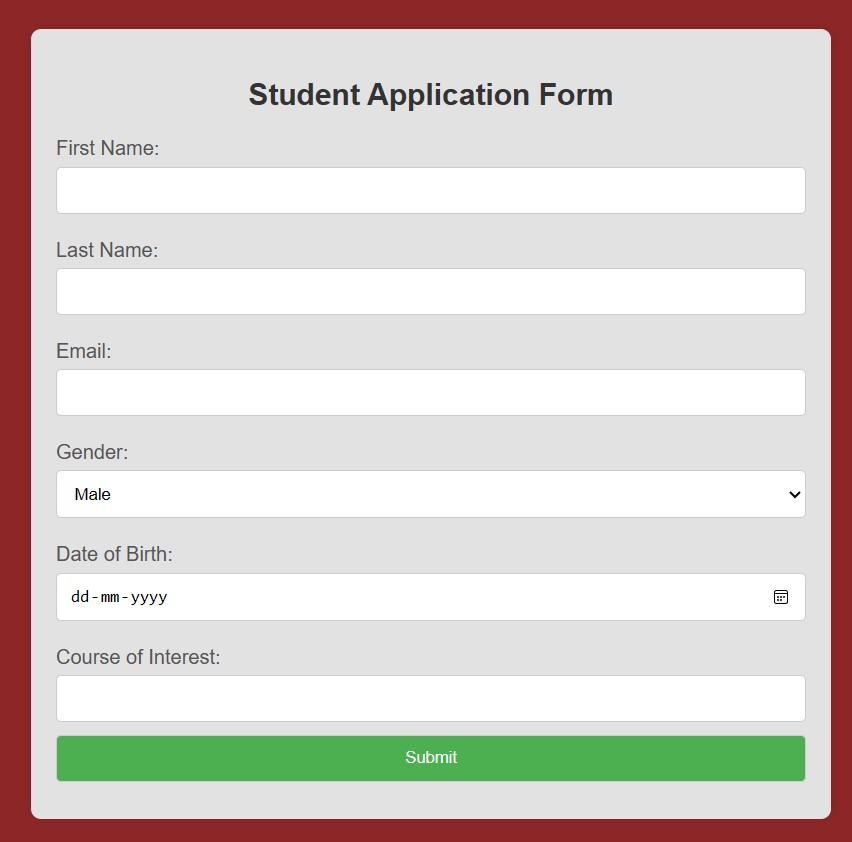 Student Application Form
First Name:
Last Name:
Email:
Gender:
Male
Date of Birth:
dd-mm-yyyy
Course of Interest:
Submit